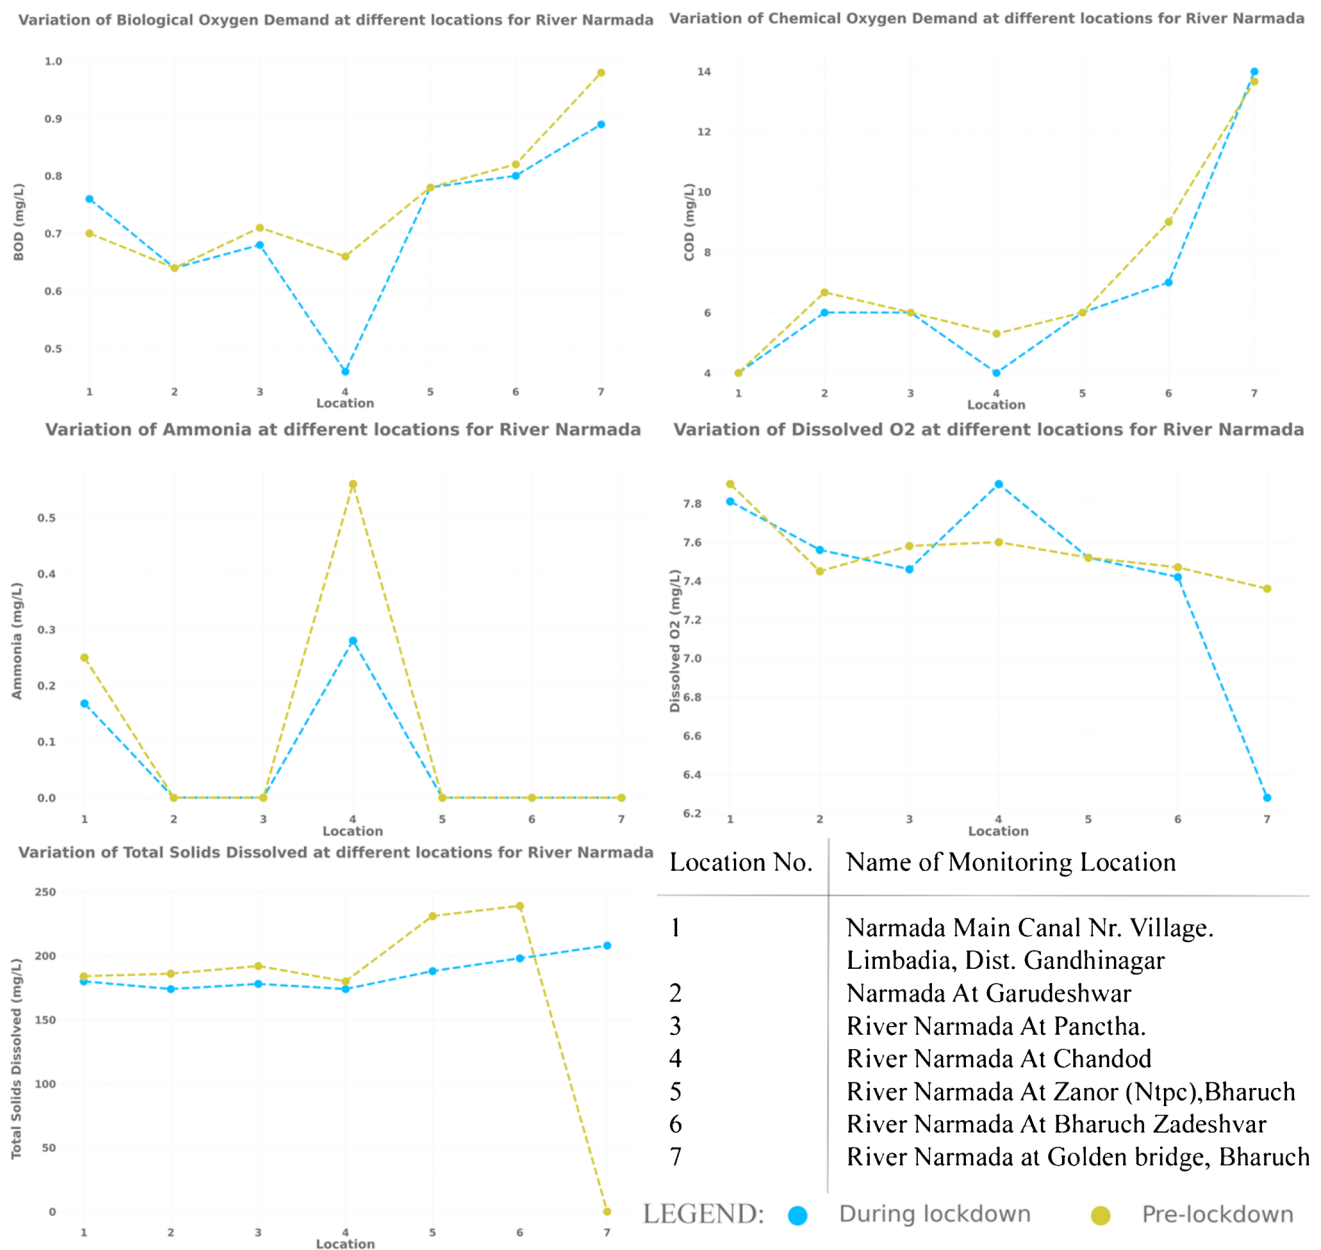 Variation of Biological Oxygen Demand at different locations for River Narmada
BOD (mg/L)
1.0
0.9
0.8
0.7
0.6
0.5
1 2 3 4 5 6 7
Location
Variation of Chemical Oxygen Demand at different locations for River Narmada
COD (mg/L)
14
12
10
8
6
4
1 2 3 4 5 6 7
Location
Variation of Ammonia at different locations for River Narmada
Ammonia (mg/L)
0.5
0.4
0.3
0.2
0.1
0.0
1 2 3 4 5 6 7
Location
Variation of Dissolved O2 at different locations for River Narmada
Dissolved O2 (mg/L)
7.8
7.6
7.4
7.2
7.0
6.8
6.6
6.4
6.2
1 2 3 4 5 6 7
Location
Variation of Total Solids Dissolved at different locations for River Narmada
Total Solids Dissolved (mg/L)
250
200
150
100
50
0
1 2 3 4 5 6 7
Location
Location No. Name of Monitoring Location
1 Narmada Main Canal Nr. Village.
Limbadia, Dist. Gandhinagar
2 Narmada At Garudeshwar
3 River Narmada At Panctha.
4 River Narmada At Chandod
5 River Narmada At Zanor (Ntpc),Bharuch
6 River Narmada At Bharuch Zadeshvar
7 River Narmada at Golden bridge, Bharuch
LEGEND: During lockdown Pre-lockdown